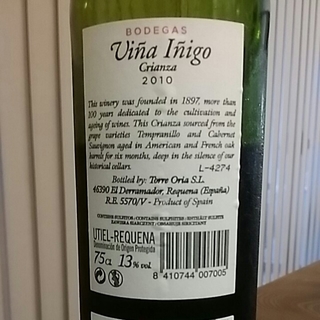 BODEGAS
Viña Iñigo
Crianza
2010
This winery was founded in 1897, more than
100 years dedicated to the cultivation and
ageing of wines. This Crianza sourced from the
grape varieties Tempranillo and Cabernet
Sauvignon aged in American and French oak
barrels for six months, deep in the silence of our
historical cellars.
L-4274
Bottled by: Torre Oria S.L.
46390 El Derramador, Requena (España)
R.E. 5570/V - Product of Spain
UTIEL-REQUENA
Denominación de Origen Protegida
75cl 13% vol.
8 410744 007005